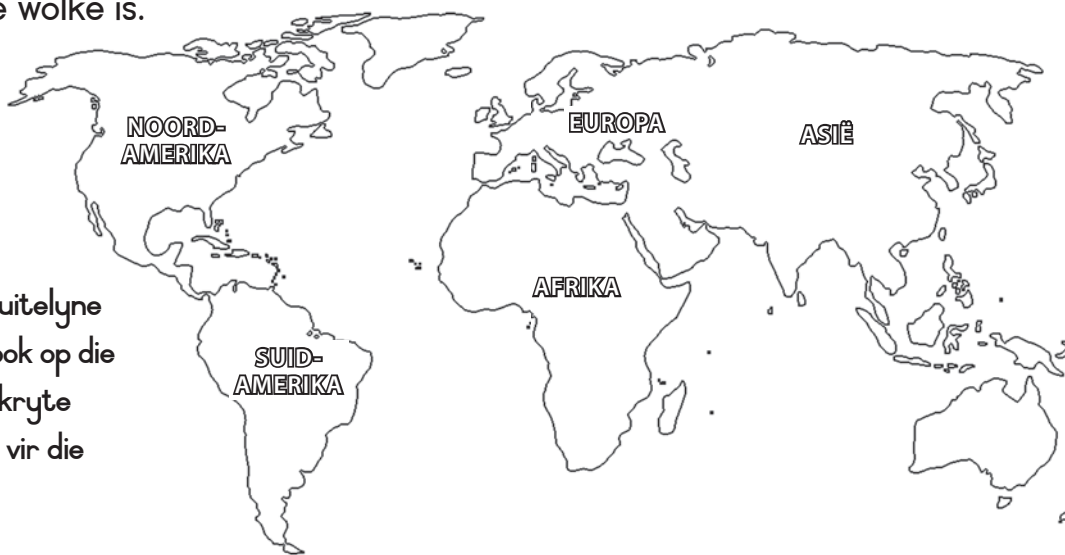 wolke is.
NOORD-
AMERIKA
EUROPA
ASIË
AFRIKA
SUID-
AMERIKA
uitelyne
ook op die
kryte
vir die